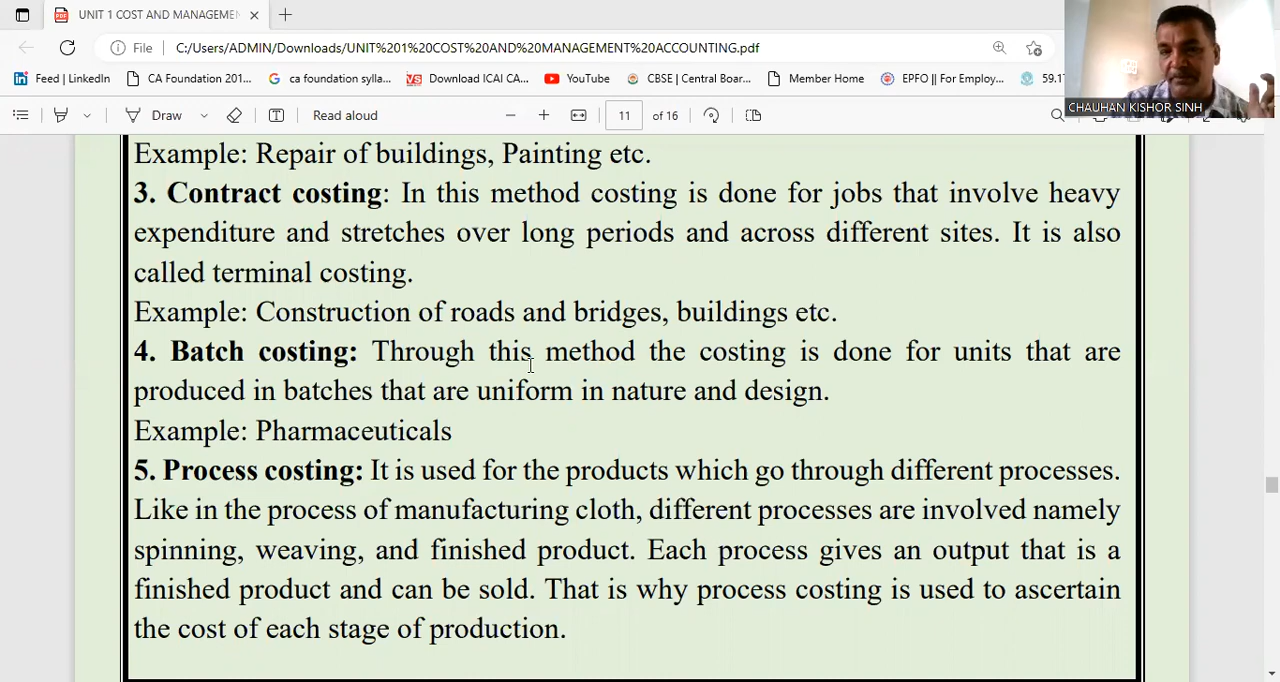 UNIT 1 COST AND MANAGEMEN
File C:/Users/ADMIN/Downloads/UNIT%201%20COST%20AND%20MANAGEMENT%20ACCOUNTING.pdf
Feed | LinkedIn CA Foundation 201... ca foundation sylla... Download ICAI CA... YouTube CBSE | Central Boar... Member Home EPFO || For Employ... 59.1
CHAUHAN KISHOR SINH
Draw Read aloud 11 of 16
Example: Repair of buildings, Painting etc.
3. Contract costing: In this method costing is done for jobs that involve heavy
expenditure and stretches over long periods and across different sites. It is also
called terminal costing.
Example: Construction of roads and bridges, buildings etc.
4. Batch costing: Through this method the costing is done for units that are
produced in batches that are uniform in nature and design.
Example: Pharmaceuticals
5. Process costing: It is used for the products which go through different processes.
Like in the process of manufacturing cloth, different processes are involved namely
spinning, weaving, and finished product. Each process gives an output that is a
finished product and can be sold. That is why process costing is used to ascertain
the cost of each stage of production.